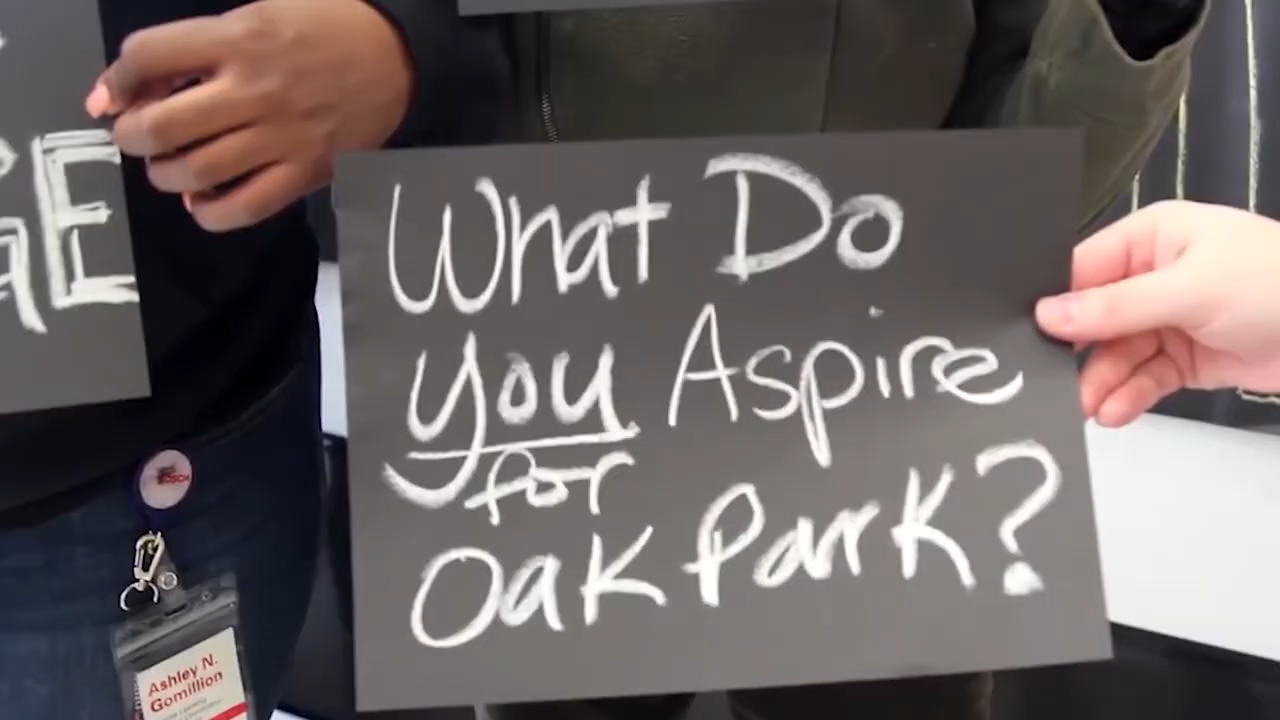 What Do
you Aspire
for
Oak Park?
Ashley N.
Gomillion